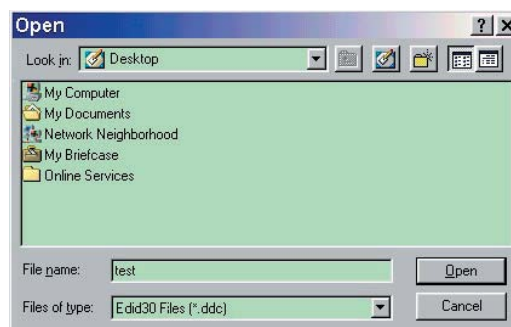 Open
Look in: Desktop
My Computer
My Documents
Network Neighborhood
My Briefcase
Online Services
File name: test Open
Files of type: Edid30 Files (*.ddc) Cancel